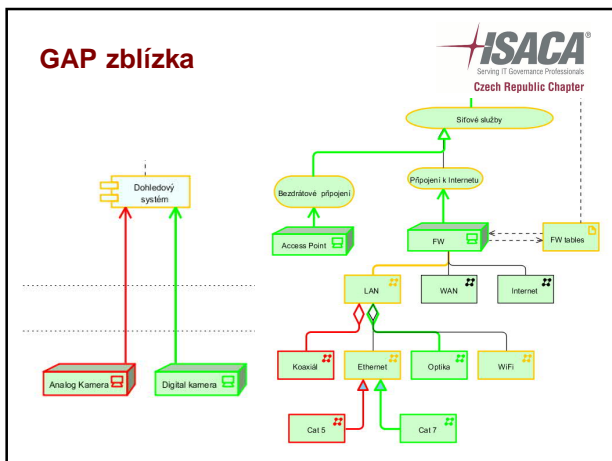 GAP zblízka
ISACA®
Serving IT Governance Professionals
Czech Republic Chapter
Síťové služby
Dohledový
systém
Bezdrátové připojení
Připojení k Internetu
Access Point
FW
FW tables
LAN
WAN
Internet
Analog Kamera
Digital kamera
Koaxiál
Ethernet
Optika
WiFi
Cat 5
Cat 7